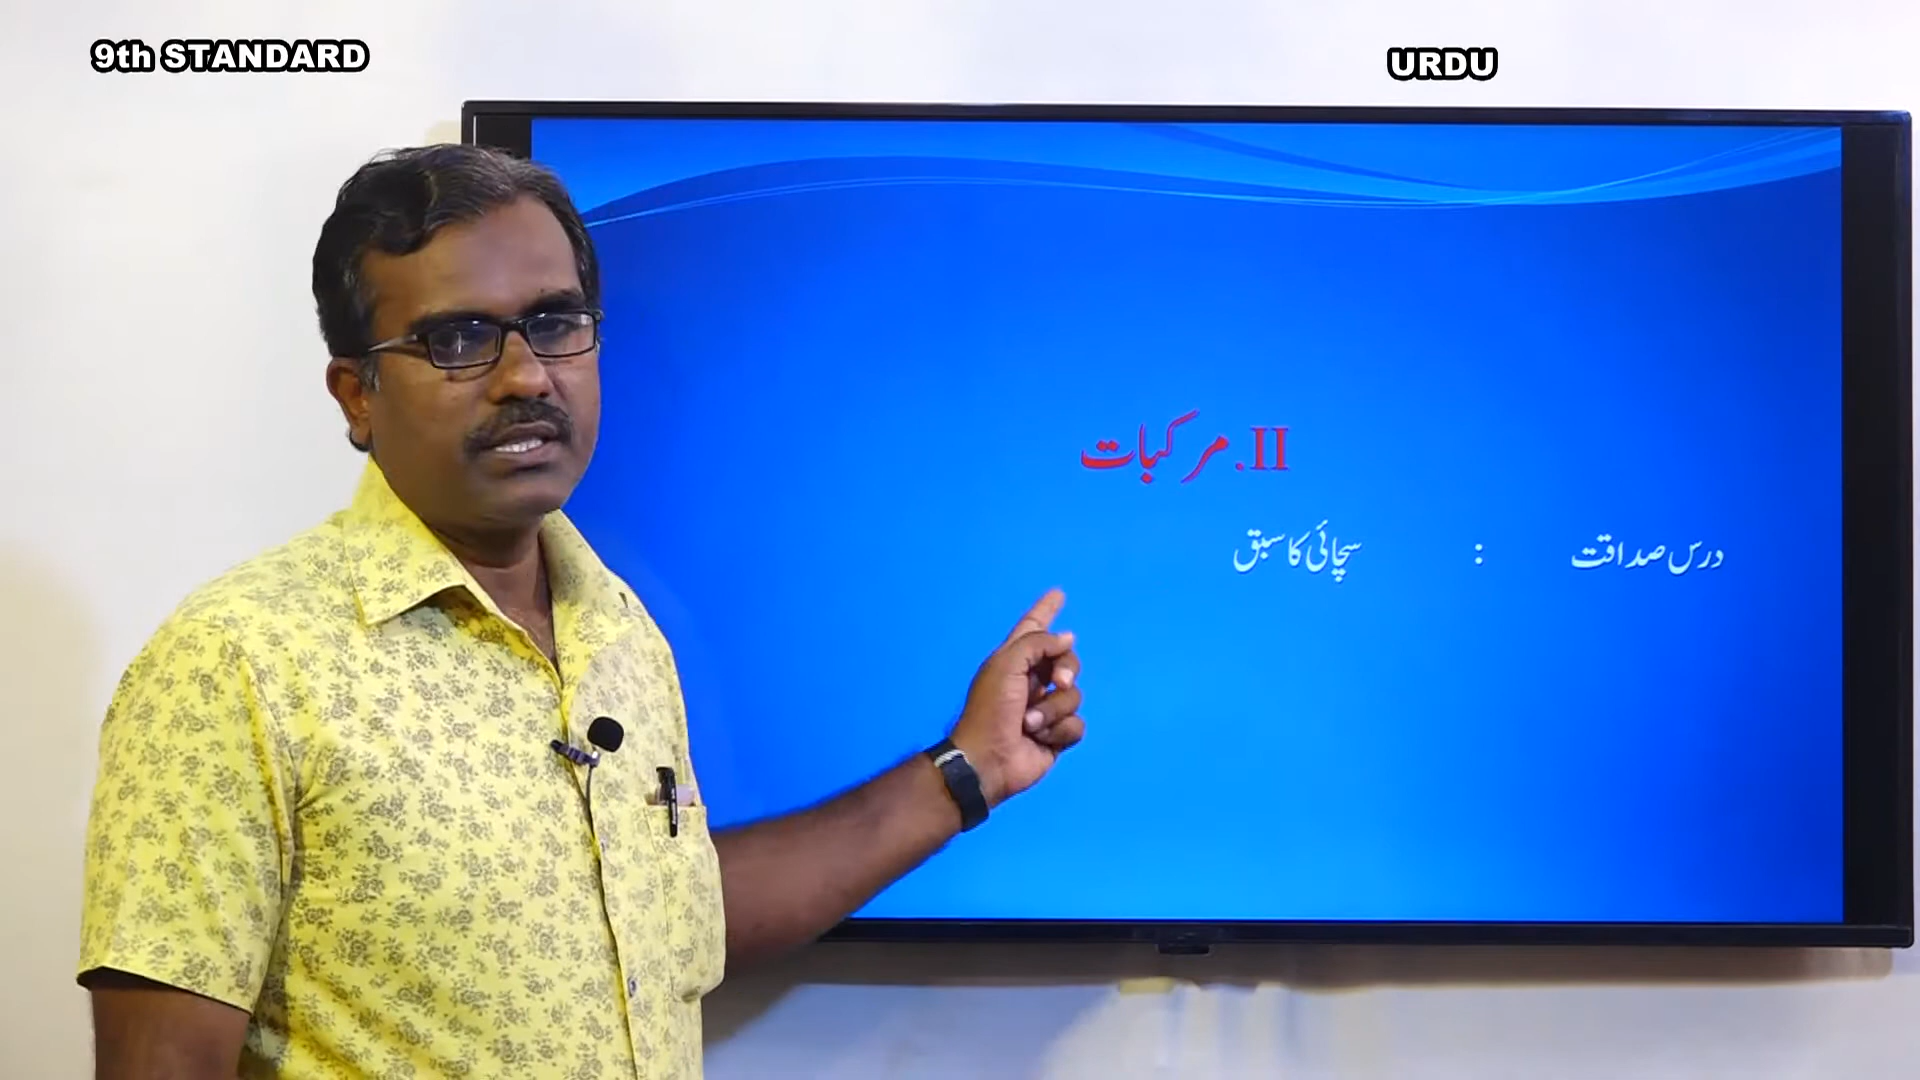 9th STANDARD
URDU
II. مرکبات
درس صداقت : سچائی کا سبق